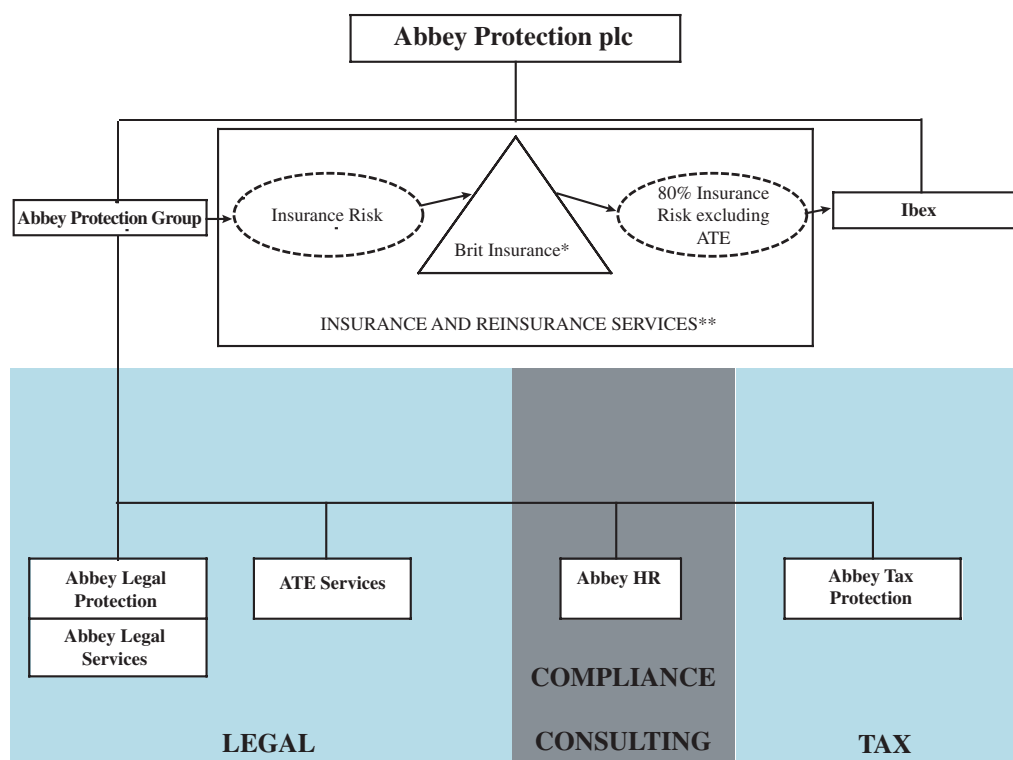 Abbey Protection plc
Abbey Protection Group
Insurance Risk
Brit Insurance*
80% Insurance
Risk excluding
ATE
Ibex
INSURANCE AND REINSURANCE SERVICES**
Abbey Legal
Protection
Abbey Legal
Services
ATE Services
Abbey HR
Abbey Tax
Protection
LEGAL
COMPLIANCE
CONSULTING
TAX